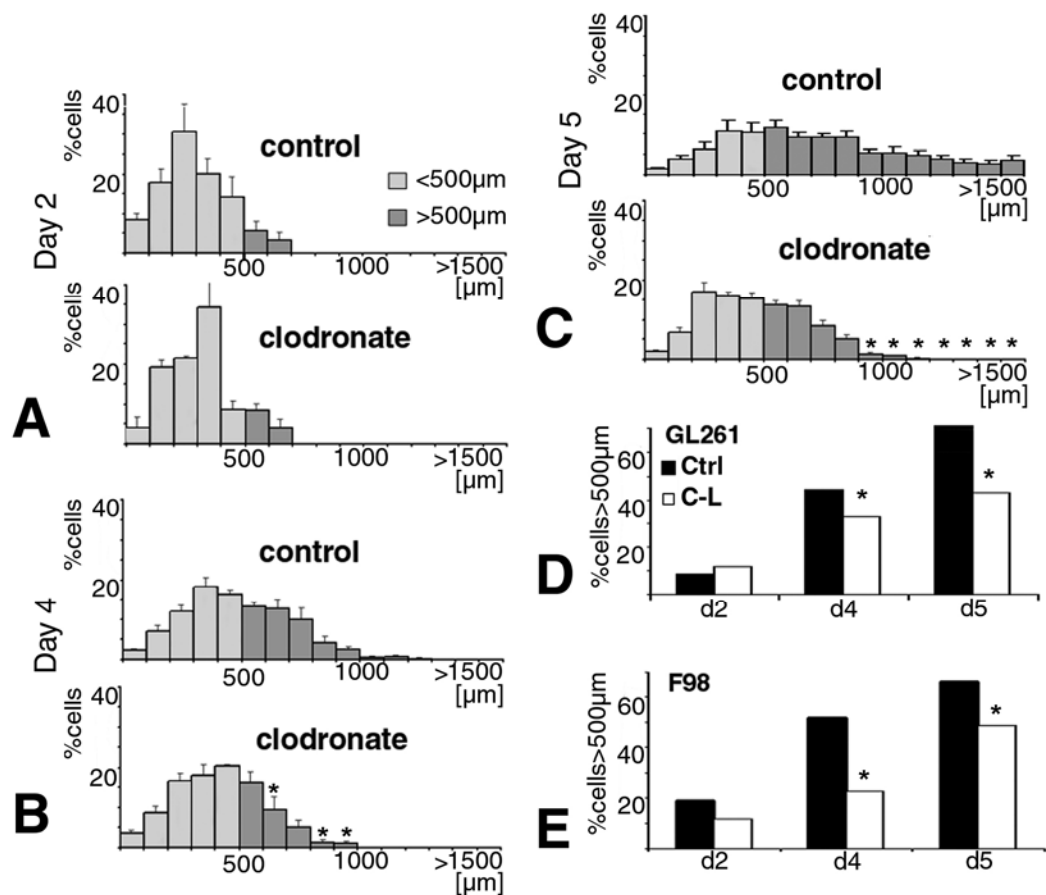 Day 2
%cells
40
20
control
<500µm
>500µm
500
1000
>1500
[µm]
A
%cells
40
20
clodronate
500
1000
>1500
[µm]
Day 4
%cells
40
20
control
500
1000
>1500
[µm]
B
%cells
40
20
clodronate
* * *
500
1000
>1500
[µm]
Day 5
%cells
40
20
control
500
1000
>1500
[µm]
C
%cells
40
20
clodronate
* * * * * * *
500
1000
>1500
[µm]
D
%cells>500µm
60
40
20
GL261
Ctrl
C-L
* *
d2 d4 d5
E
%cells>500µm
60
40
20
F98
* *
d2 d4 d5